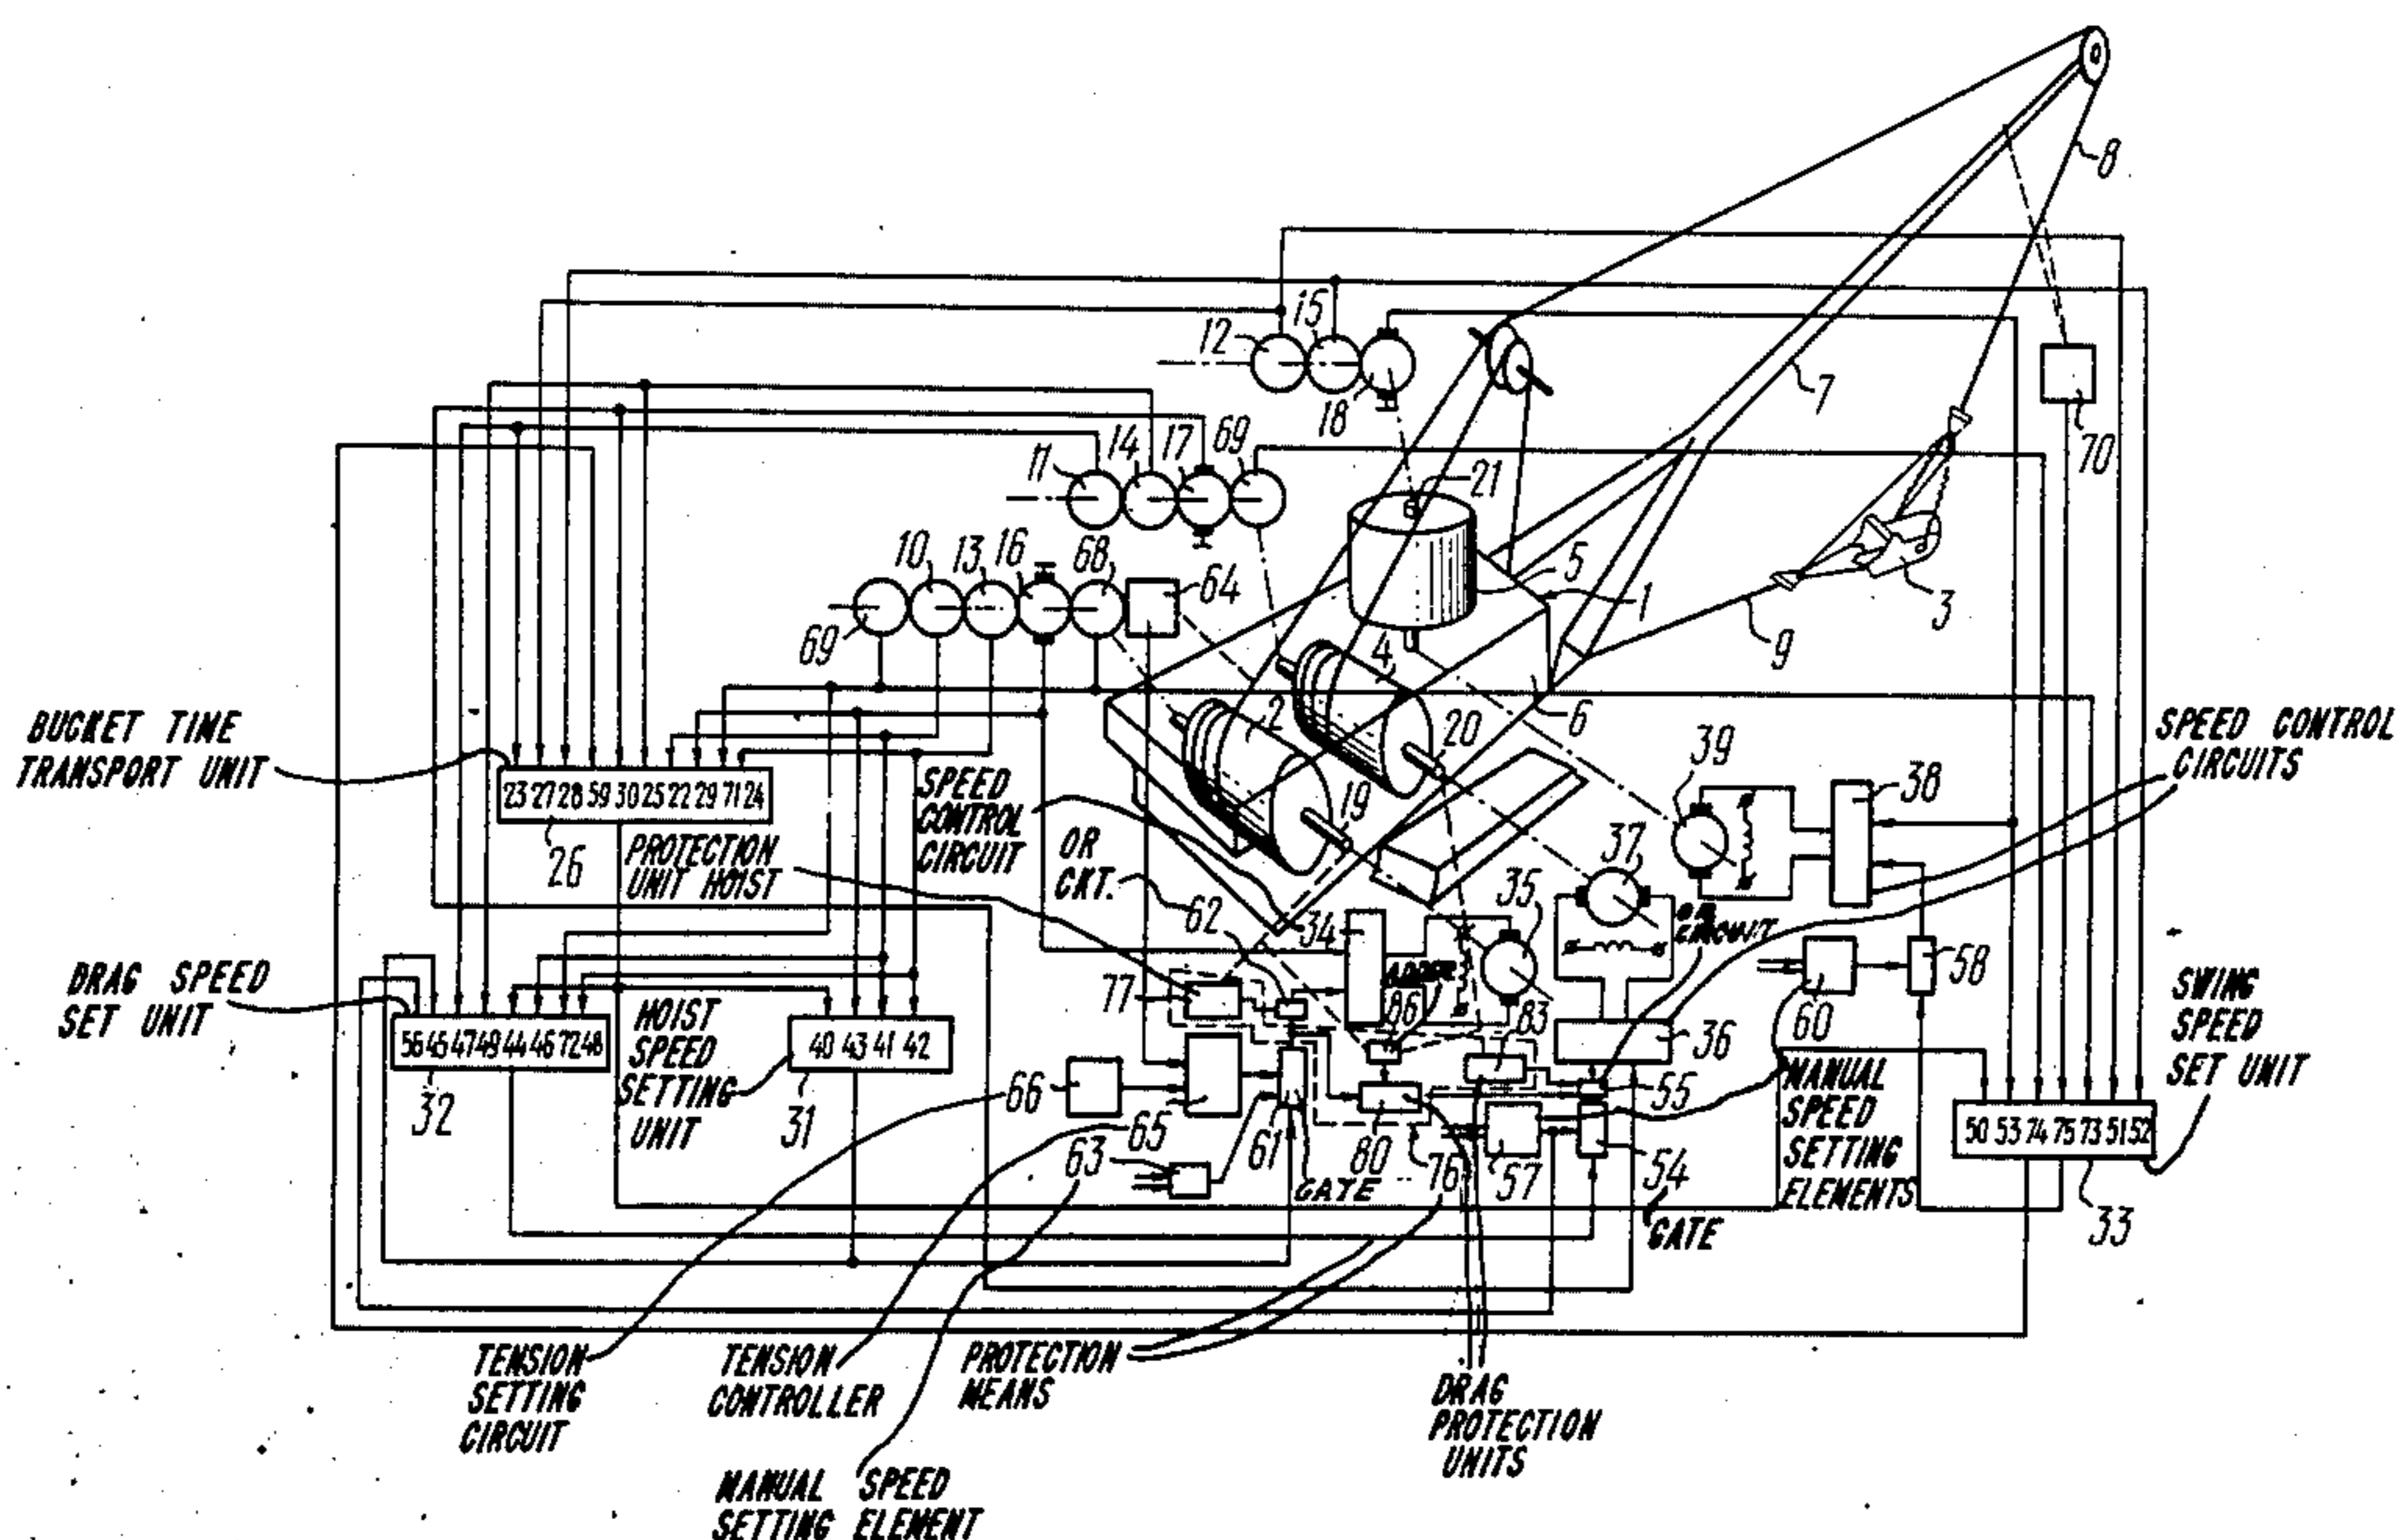 8
12
15
18
7
70
11
14
17
69
21
10
13
16
68
64
5
1
3
69
4
9
2
6
20
BUCKET TIME
TRANSPORT UNIT
39
SPEED CONTROL
CIRCUITS
38
23 27 28 59 30 25 22 29 71 24
26
SPEED
CONTROL
CIRCUIT
19
37
PROTECTION
UNIT HOIST
OR
CKT.
62
34
35
OR
CIRCUIT
58
DRAG SPEED
SET UNIT
77
ADDER
86
83
36
60
SWING
SPEED
SET UNIT
56 45 47 49 44 46 72 48
32
HOIST
SPEED
SETTING
UNIT
40 43 41 42
31
66
65
61
80
76
57
55
54
MANUAL
SPEED
SETTING
ELEMENTS
50 53 74 75 73 51 52
33
63
GATE
GATE
TENSION
SETTING
CIRCUIT
TENSION
CONTROLLER
PROTECTION
MEANS
DRAG
PROTECTION
UNITS
MANUAL SPEED
SETTING ELEMENT